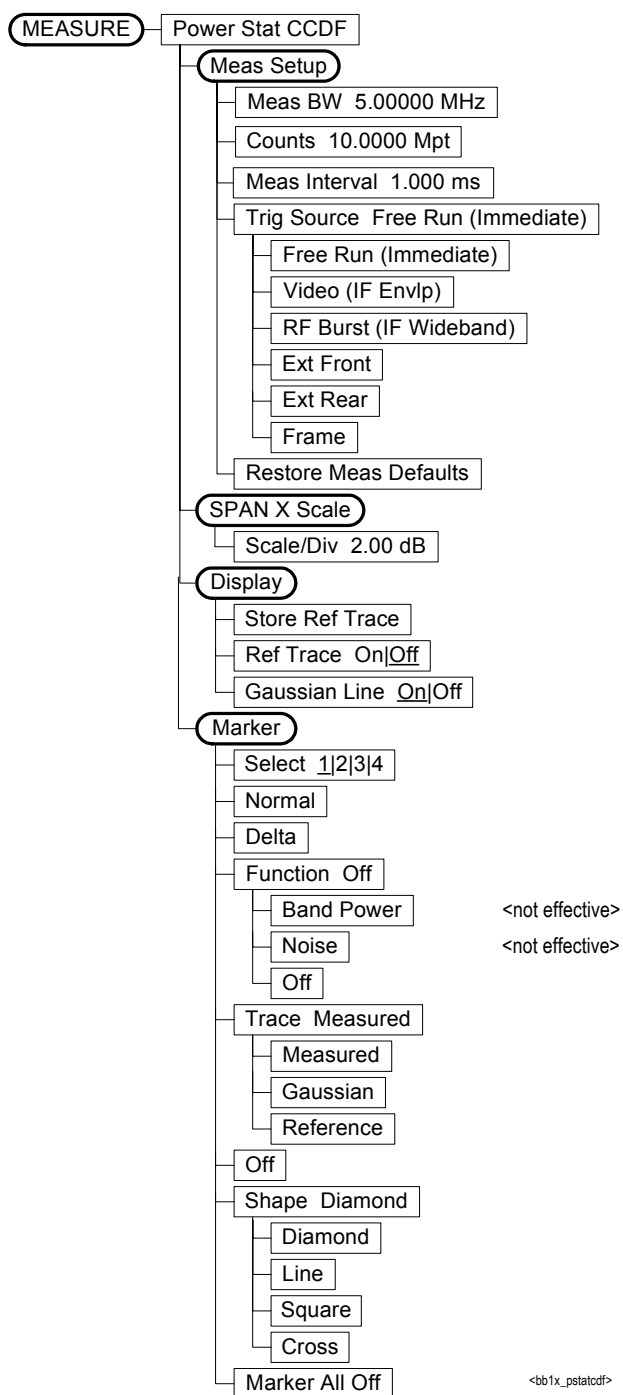 MEASURE Power Stat CCDF
Meas Setup
Meas BW 5.00000 MHz
Counts 10.0000 Mpt
Meas Interval 1.000 ms
Trig Source Free Run (Immediate)
Free Run (Immediate)
Video (IF Envlp)
RF Burst (IF Wideband)
Ext Front
Ext Rear
Frame
Restore Meas Defaults
SPAN X Scale
Scale/Div 2.00 dB
Display
Store Ref Trace
Ref Trace On|Off
Gaussian Line On|Off
Marker
Select 1|2|3|4
Normal
Delta
Function Off
Band Power <not effective>
Noise <not effective>
Off
Trace Measured
Measured
Gaussian
Reference
Off
Shape Diamond
Diamond
Line
Square
Cross
Marker All Off <bb1x_pstatcdf>